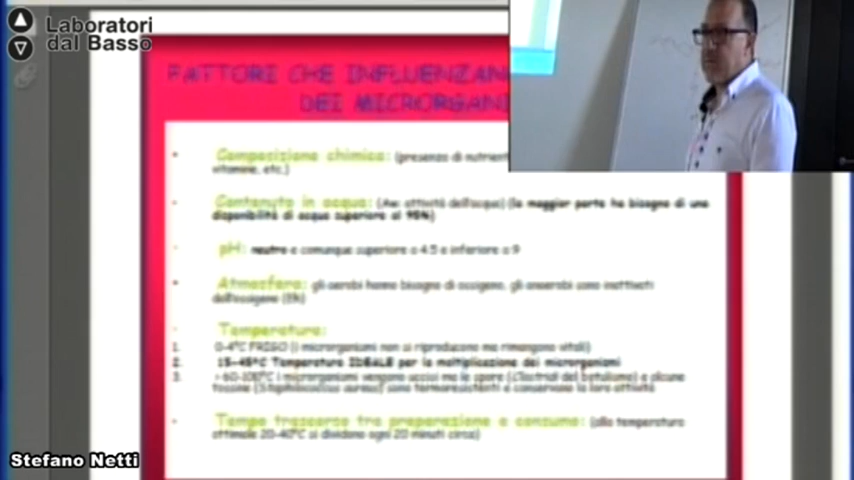 Laboratori
dal Basso
FATTORI CHE INFLUENZANO
DEI MICRORGANI
Composizione chimica: (presenza di nutrienti
vitamine, etc.)
Contenuto in acqua: (Aw: attività dell'acqua) (la maggior parte ha bisogno di una
disponibilità di acqua superiore al 95%)
pH: neutro e comunque superiore a 4.5 e inferiore a 9
Atmosfera: gli aerobi hanno bisogno di ossigeno, gli anaerobi sono inattivati
dall'ossigeno
Temperatura:
1. 0-4°C FRIGO (i microrganismi non si riproducono ma rimangono vitali)
2. 15-45°C Temperatura IDEALE per la moltiplicazione dei microrganismi
3. > 60-100°C i microrganismi vengono uccisi ma le spore (Clostridi del botulismo) e alcune
tossine (Staphylococcus aureus) sono termoresistenti e conservano la loro attività
Tempo trascorso tra preparazione e consumo: (alla temperatura
ottimale 20-40°C si dividono ogni 20 minuti circa)
Stefano Netti